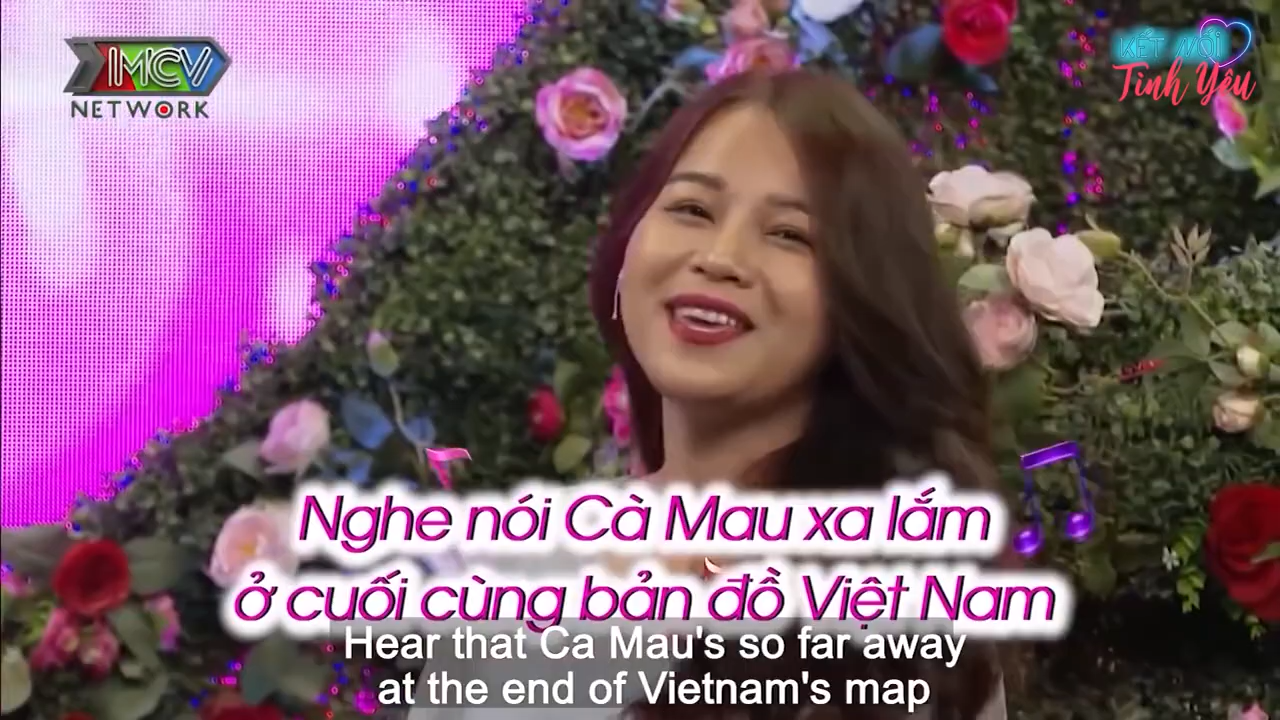 MCV
NETWORK
KẾT MỐI
Tình Yêu
Nghe nói Cà Mau xa lắm
ở cuối cùng bản đồ Việt Nam
Hear that Ca Mau's so far away
at the end of Vietnam's map